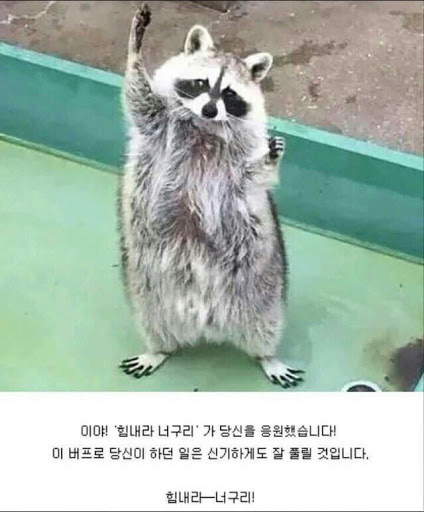 이야! '힘내라 너구리' 가 당신을 응원했습니다!
이 버프로 당신이 하던 일은 신기하게도 잘 풀릴 것입니다.
힘내라—너구리!